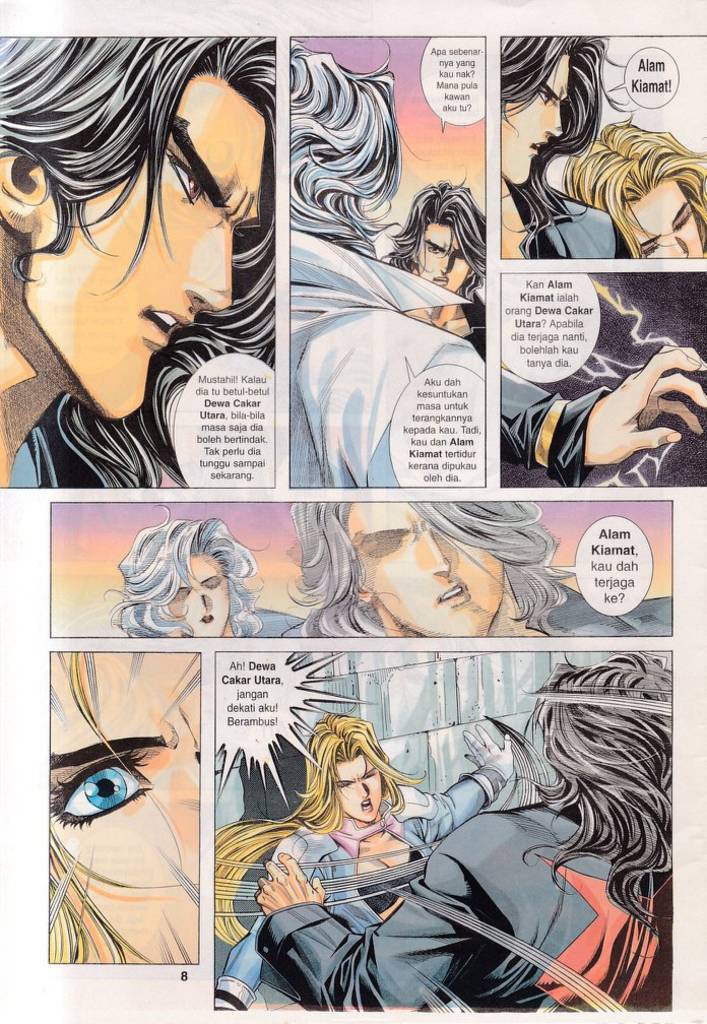 Mustahil! Kalau
dia tu betul-betul
Dewa Cakar
Utara, bila-bila
masa saja dia
boleh bertindak.
Tak perlu dia
tunggu sampai
sekarang.
Apa sebenar-
nya yang
kau nak?
Mana pula
kawan
aku tu?
Aku dah
kesuntukan
masa untuk
terangkannya
kepada kau. Tadi,
kau dan Alam
Kiamat tertidur
kerana dipukau
oleh dia.
Alam
Kiamat!
Kan Alam
Kiamat ialah
orang Dewa Cakar
Utara? Apabila
dia terjaga nanti,
bolehlah kau
tanya dia.
Alam
Kiamat,
kau dah
terjaga
ke?
Ah! Dewa
Cakar Utara,
jangan
dekati aku!
Berambus!
8